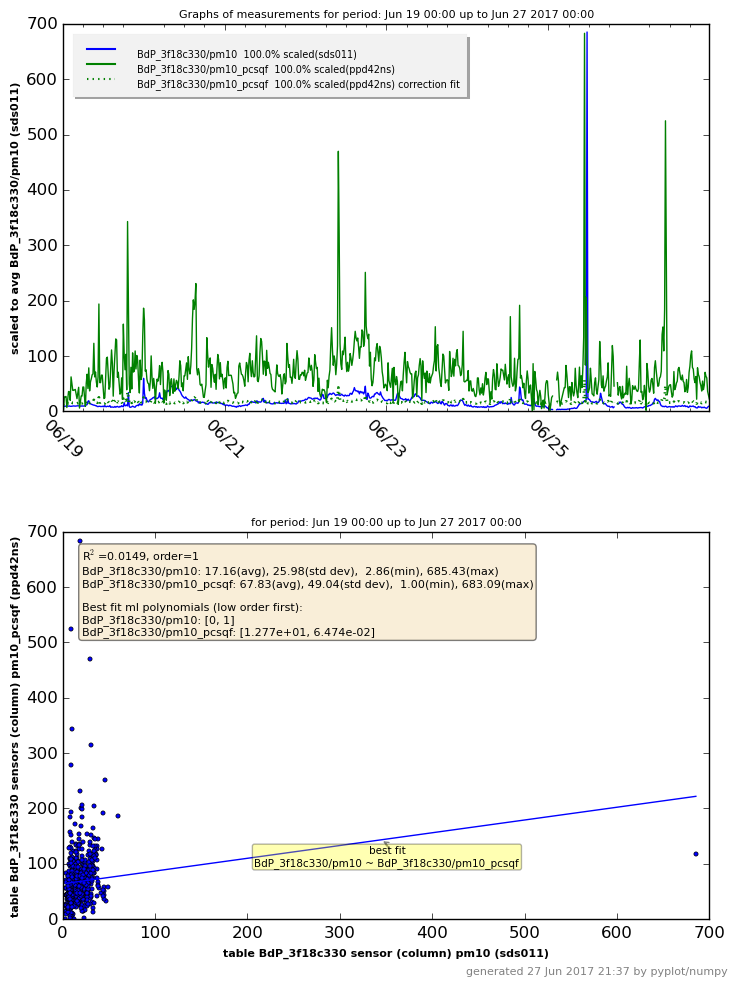 Graphs of measurements for period: Jun 19 00:00 up to Jun 27 2017 00:00
scaled to avg BdP_3f18c330/pm10 (sds011)
700
600
500
400
300
200
100
0
BdP_3f18c330/pm10  100.0% scaled(sds011)
BdP_3f18c330/pm10_pcsqf  100.0% scaled(ppd42ns)
BdP_3f18c330/pm10_pcsqf  100.0% scaled(ppd42ns) correction fit
06/19
06/21
06/23
06/25
for period: Jun 19 00:00 up to Jun 27 2017 00:00
table BdP_3f18c330 sensors (column) pm10_pcsqf (ppd42ns)
700
600
500
400
300
200
100
0
R² =0.0149, order=1
BdP_3f18c330/pm10: 17.16(avg), 25.98(std dev),  2.86(min), 685.43(max)
BdP_3f18c330/pm10_pcsqf: 67.83(avg), 49.04(std dev),  1.00(min), 683.09(max)
Best fit ml polynomials (low order first):
BdP_3f18c330/pm10: [0, 1]
BdP_3f18c330/pm10_pcsqf: [1.277e+01, 6.474e-02]
best fit
BdP_3f18c330/pm10 ~ BdP_3f18c330/pm10_pcsqf
0 100 200 300 400 500 600 700
table BdP_3f18c330 sensor (column) pm10 (sds011)
generated 27 Jun 2017 21:37 by pyplot/numpy